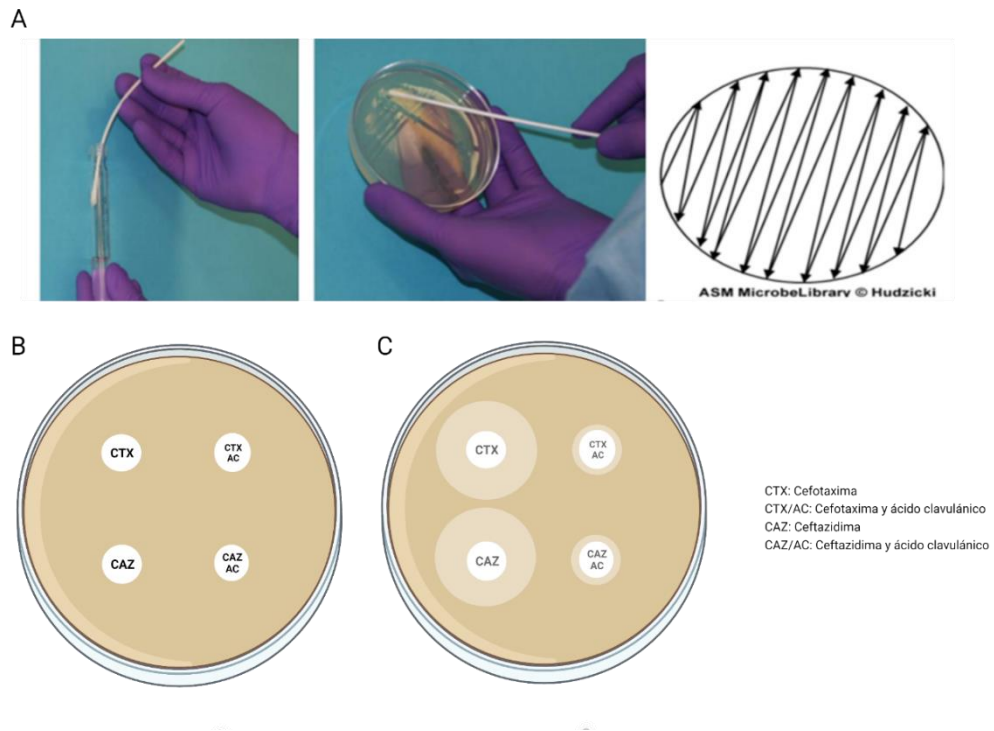 A
ASM MicrobeLibrary © Hudzicki
B
C
CTX
CTX
AC
CAZ
CAZ
AC
CTX
CTX
AC
CAZ
CAZ
AC
CTX: Cefotaxima
CTX/AC: Cefotaxima y ácido clavulánico
CAZ: Ceftazidima
CAZ/AC: Ceftazidima y ácido clavulánico